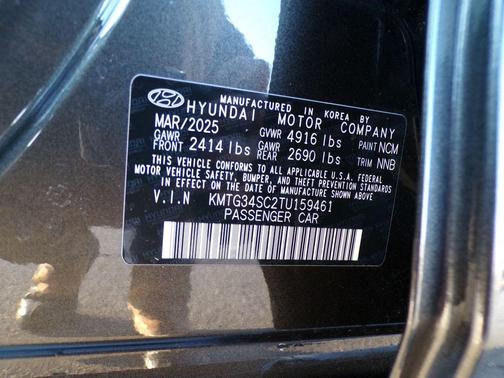 MANUFACTURED IN KOREA BY
HYUNDAI MOTOR COMPANY
MAR/2025 GVWR 4916 lbs PAINT NCM
GAWR FRONT 2414 lbs GAWR REAR 2690 lbs TRIM NNB
THIS VEHICLE CONFORMS TO ALL APPLICABLE U.S.A. FEDERAL
MOTOR VEHICLE SAFETY, BUMPER, AND THEFT PREVENTION STANDARDS
IN EFFECT ON THE DATE OF MANUFACTURE SHOWN ABOVE
V.I.N KMTG34SC2TU159461
PASSENGER CAR